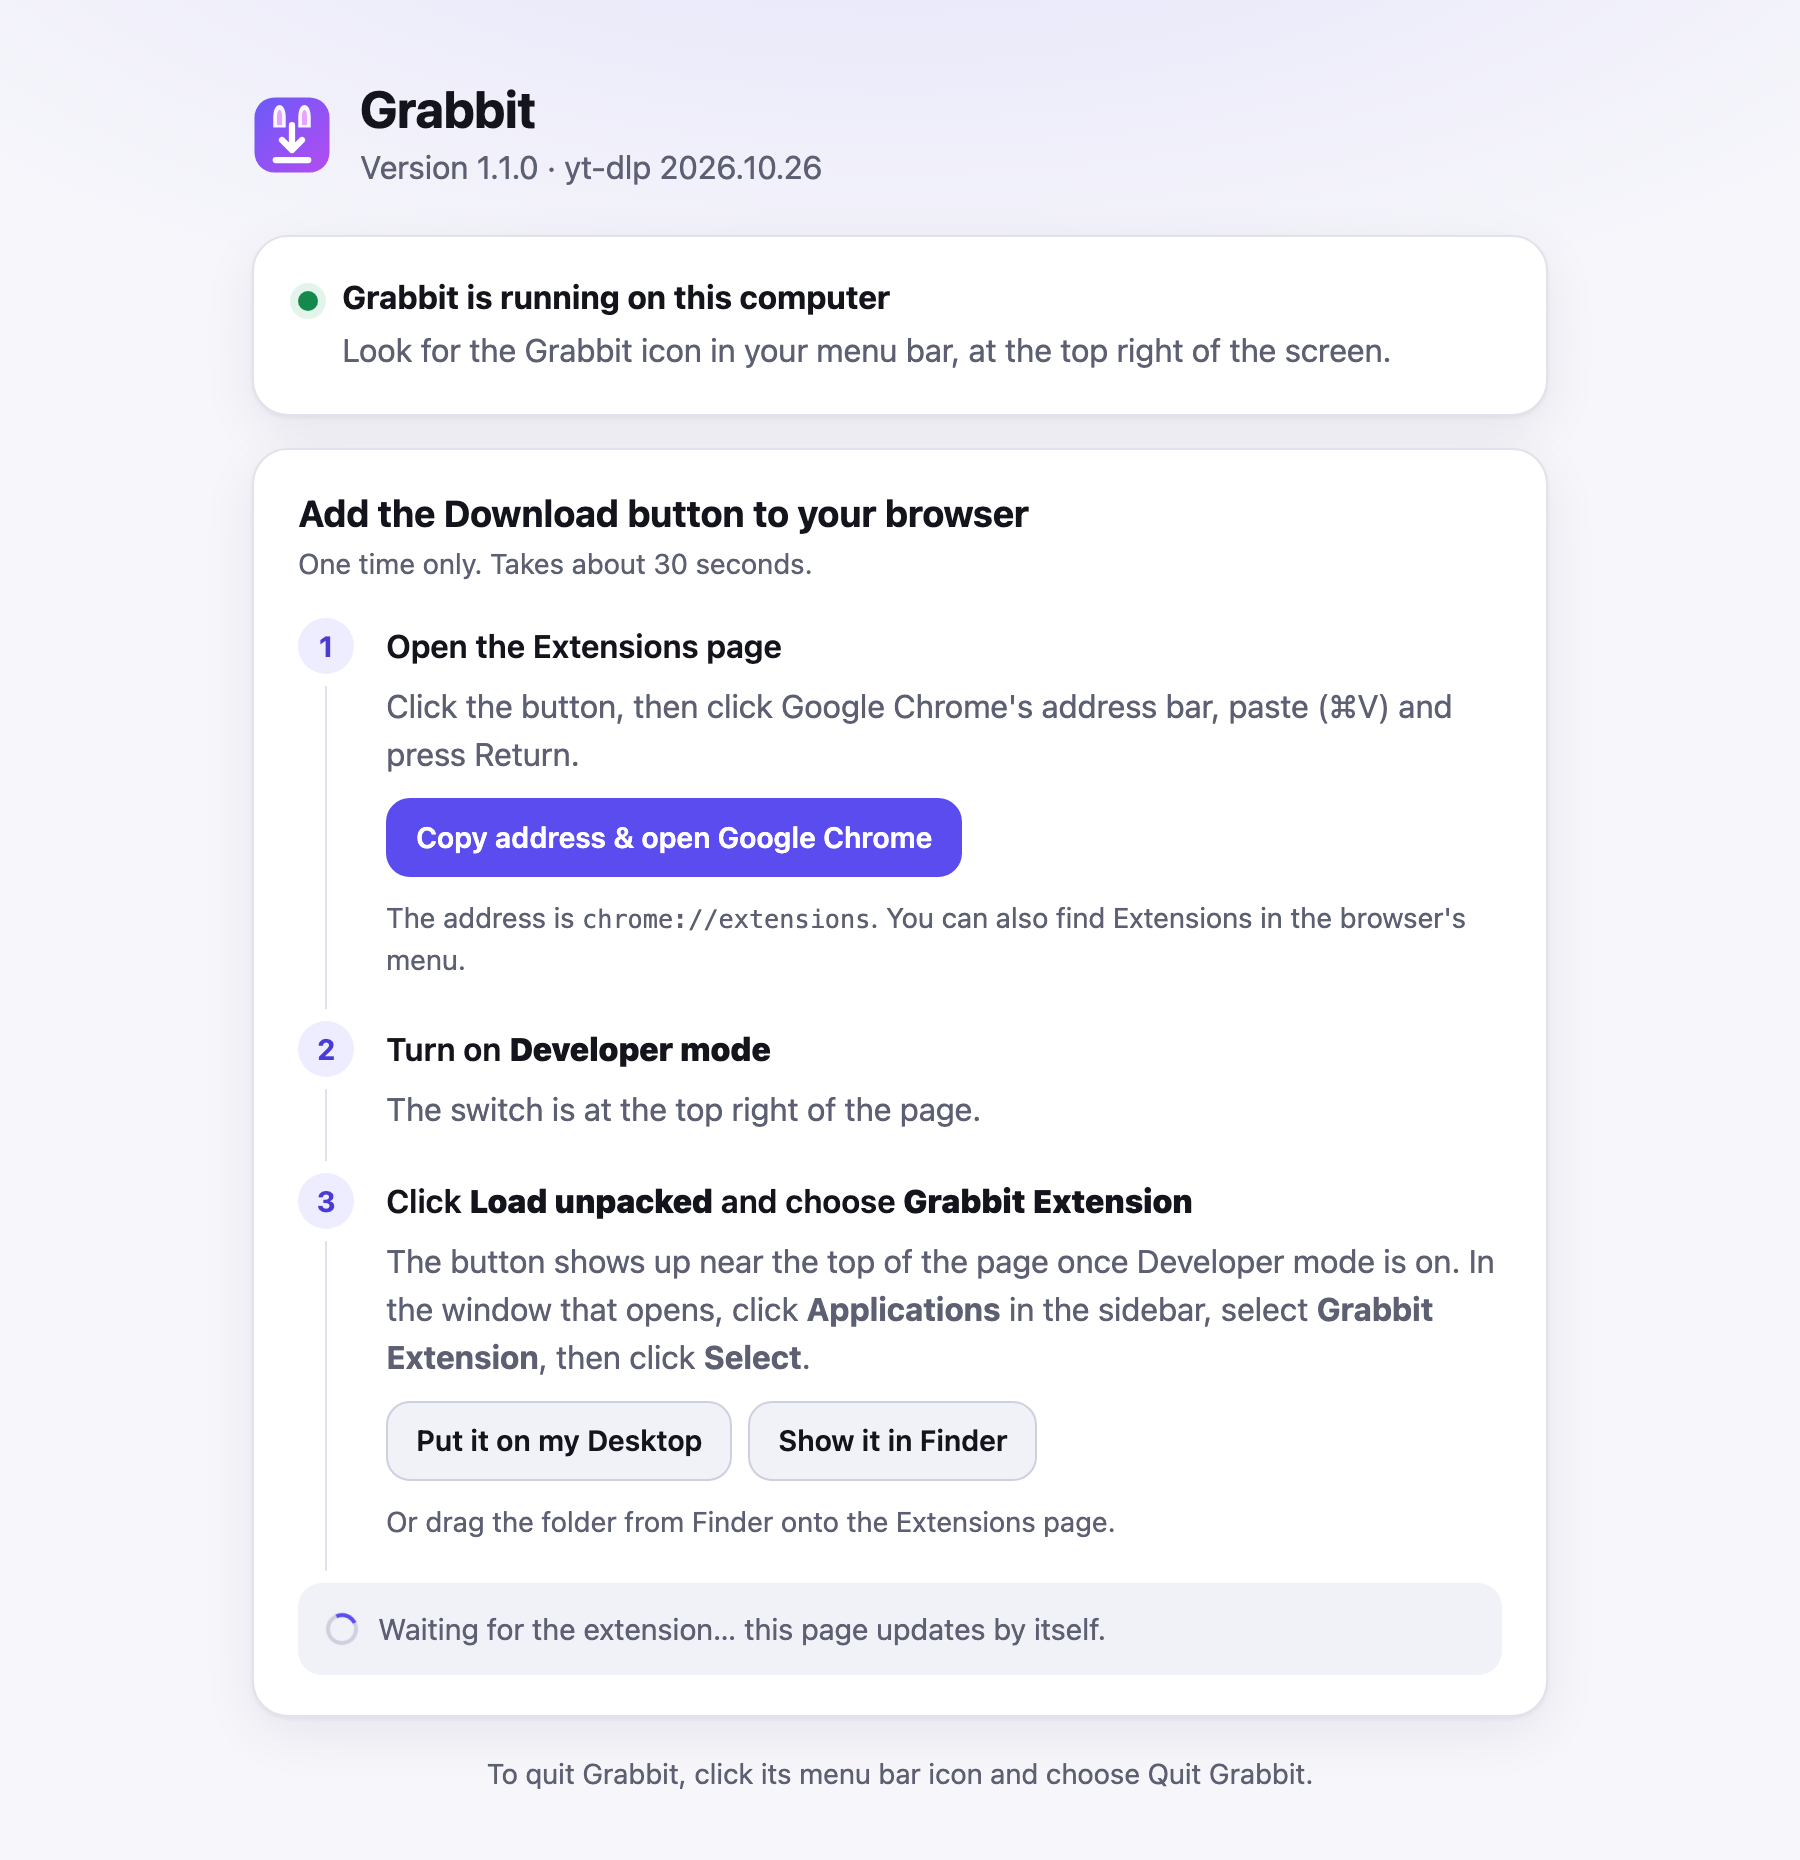 Grabbit
Version 1.1.0 · yt-dlp 2026.10.26
Grabbit is running on this computer
Look for the Grabbit icon in your menu bar, at the top right of the screen.
Add the Download button to your browser
One time only. Takes about 30 seconds.
1
Open the Extensions page
Click the button, then click Google Chrome's address bar, paste (⌘V) and
press Return.
Copy address & open Google Chrome
The address is chrome://extensions. You can also find Extensions in the browser's
menu.
2
Turn on Developer mode
The switch is at the top right of the page.
3
Click Load unpacked and choose Grabbit Extension
The button shows up near the top of the page once Developer mode is on. In
the window that opens, click Applications in the sidebar, select Grabbit
Extension, then click Select.
Put it on my Desktop
Show it in Finder
Or drag the folder from Finder onto the Extensions page.
Waiting for the extension... this page updates by itself.
To quit Grabbit, click its menu bar icon and choose Quit Grabbit.